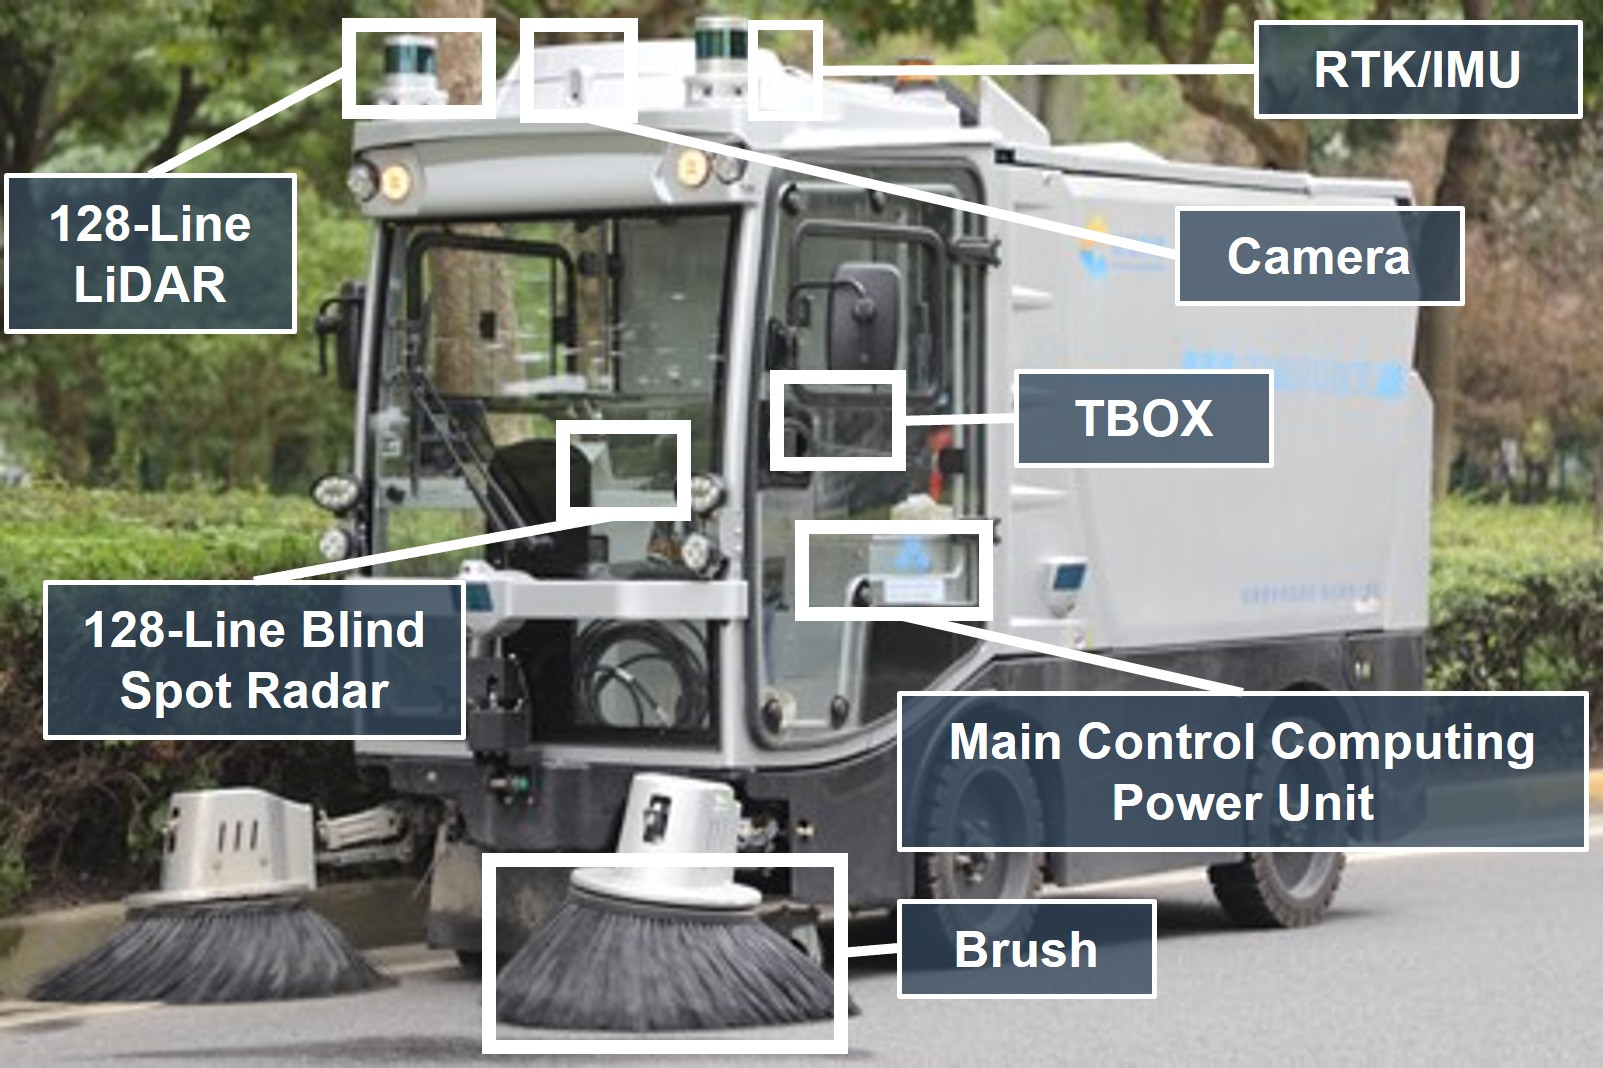 RTK/IMU
128-Line
LiDAR
Camera
TBOX
128-Line Blind
Spot Radar
Main Control Computing
Power Unit
Brush